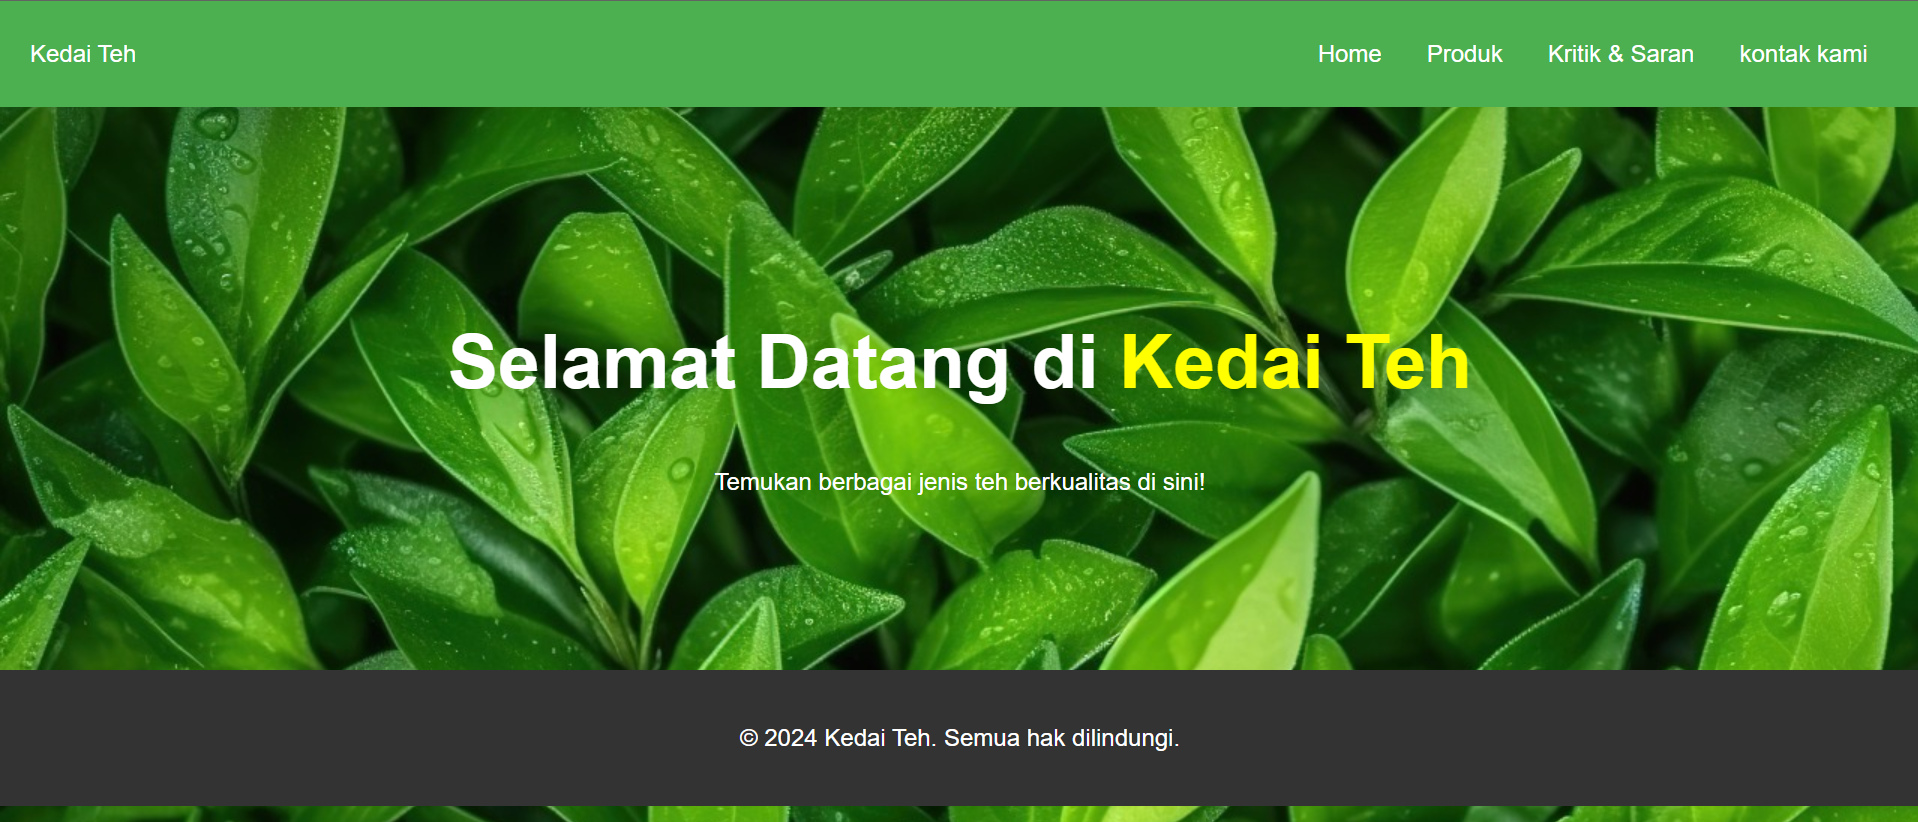 Kedai Teh
Home Produk Kritik & Saran kontak kami
Selamat Datang di Kedai Teh
Temukan berbagai jenis teh berkualitas di sini!
© 2024 Kedai Teh. Semua hak dilindungi.